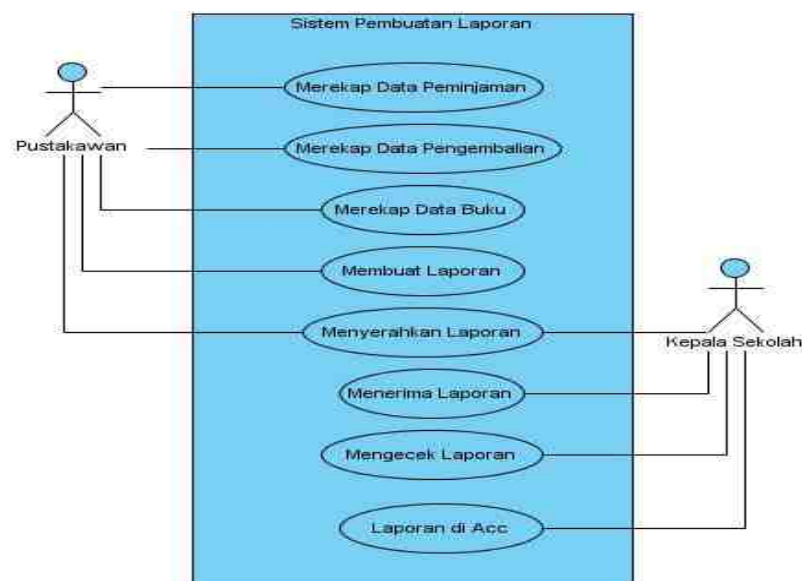 Sistem Pembuatan Laporan
Merekap Data Peminjaman
Pustakawan
Merekap Data Pengembalian
Merekap Data Buku
Membuat Laporan
Menyerahkan Laporan
Kepala Sekolah
Menerima Laporan
Mengecek Laporan
Laporan di Acc